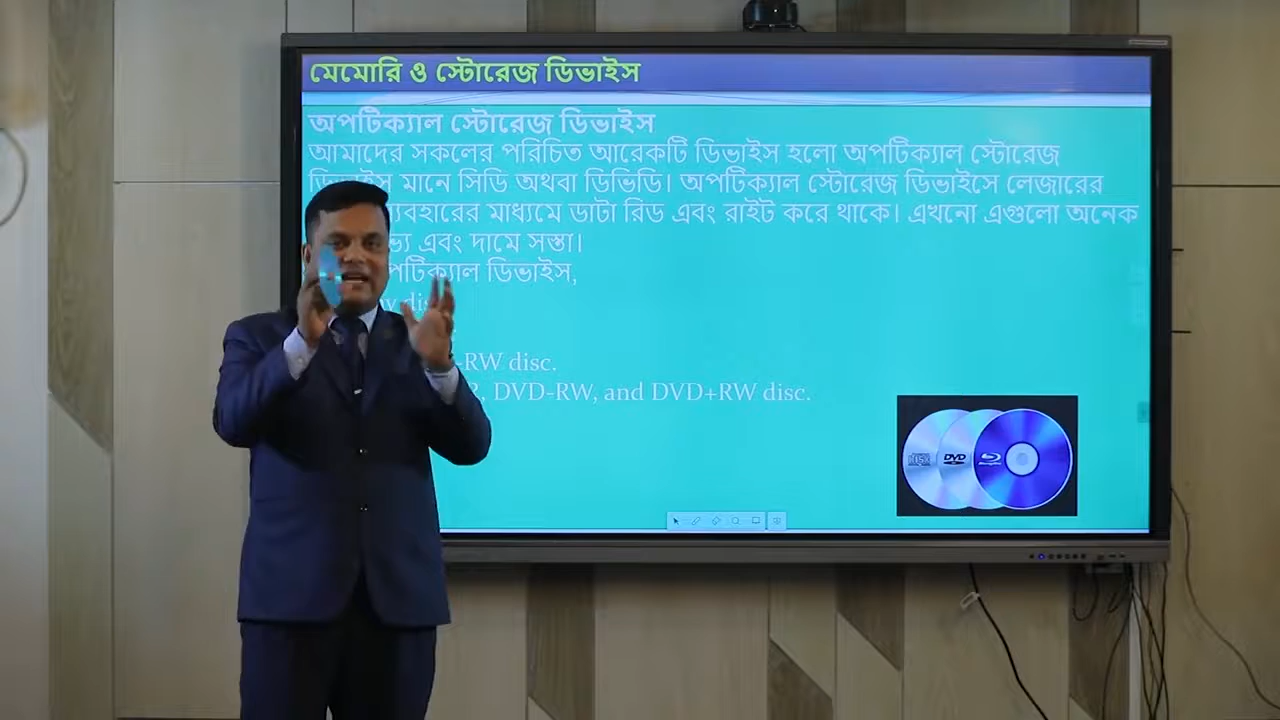 মেমোরি ও স্টোরেজ ডিভাইস
অপটিক্যাল স্টোরেজ ডিভাইস
আমাদের সকলের পরিচিত আরেকটি ডিভাইস হলো অপটিক্যাল স্টোরেজ
ডিভাইস মানে সিডি অথবা ডিভিডি। অপটিক্যাল স্টোরেজ ডিভাইসে লেজারের
ব্যবহারের মাধ্যমে ডাটা রিড এবং রাইট করে থাকে। এখনো এগুলো অনেক
এবং দামে সস্তা।
অপটিক্যাল ডিভাইস,
-RW disc.
DVD-RW, and DVD+RW disc.
DVD